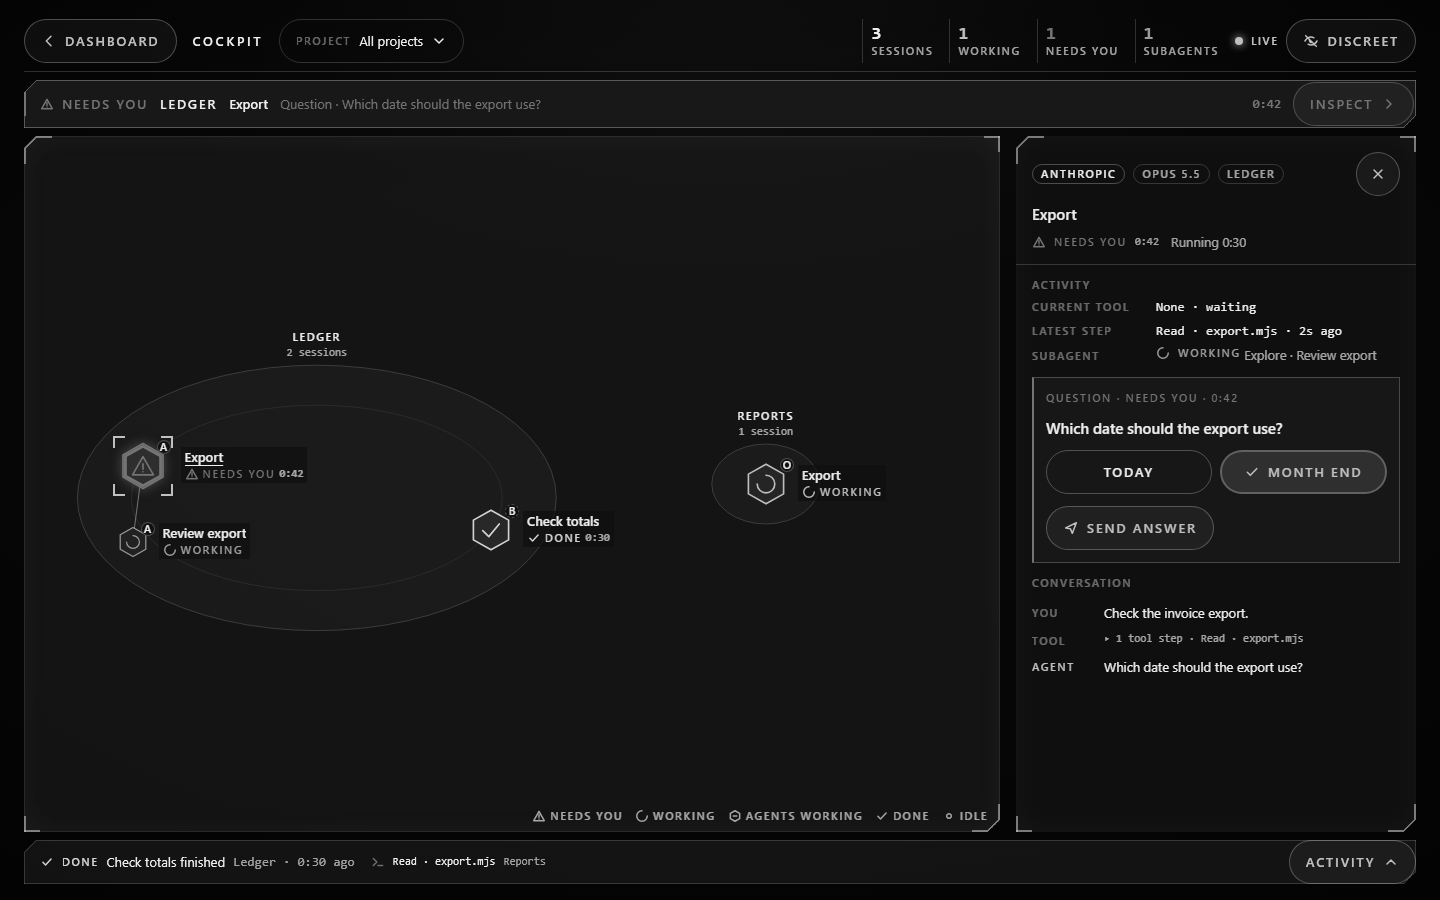 DASHBOARD COCKPIT PROJECT All projects
3 SESSIONS
1 WORKING
1 NEEDS YOU
1 SUBAGENTS
LIVE DISCREET
NEEDS YOU LEDGER Export Question · Which date should the export use? 0:42 INSPECT
LEDGER
2 sessions
A
Export
NEEDS YOU 0:42
A
Review export
WORKING
B
Check totals
DONE 0:30
REPORTS
1 session
O
Export
WORKING
NEEDS YOU WORKING AGENTS WORKING DONE IDLE
ANTHROPIC OPUS 5.5 LEDGER
Export
NEEDS YOU 0:42 Running 0:30
ACTIVITY
CURRENT TOOL None · waiting
LATEST STEP Read · export.mjs · 2s ago
SUBAGENT WORKING Explore · Review export
QUESTION · NEEDS YOU · 0:42
Which date should the export use?
TODAY MONTH END
SEND ANSWER
CONVERSATION
YOU Check the invoice export.
TOOL 1 tool step · Read · export.mjs
AGENT Which date should the export use?
DONE Check totals finished Ledger · 0:30 ago Read · export.mjs Reports ACTIVITY